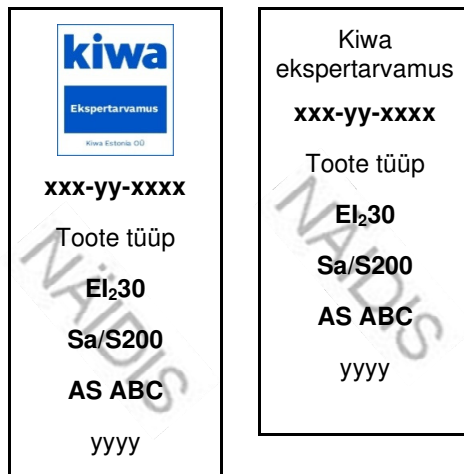 kiwa
Ekspertarvamus
Kiwa Estonia OÜ
xxx-yy-xxxx
Toote tüüp
EI₂30
Sa/S200
AS ABC
yyyy
NÄIDIS
Kiwa
ekspertarvamus
xxx-yy-xxxx
Toote tüüp
EI₂30
Sa/S200
AS ABC
yyyy
NÄIDIS